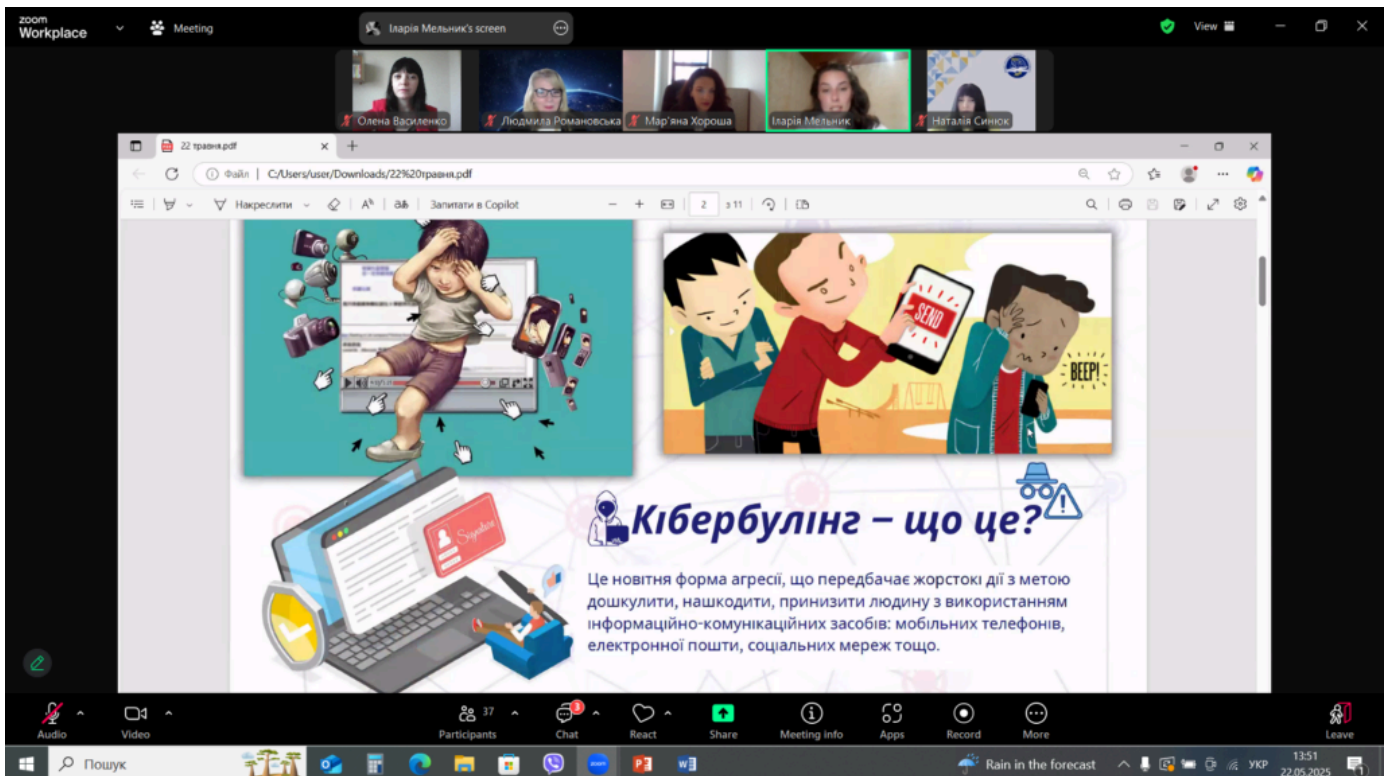 zoom
Workplace
Meeting
Іларія Мельник's screen
View
Олена Василенко
Людмила Романовська
Мар'яна Хороша
Іларія Мельник
Наталія Синюк
22 травня.pdf
Файл | C:/Users/user/Downloads/22%20травня.pdf
Накреслити
Запитати в Copilot
2 з 11
SEND
BEEP!
Signature
Кібербулінг – що це?
Це новітня форма агресії, що передбачає жорстокі дії з метою
дошкулити, нашкодити, принизити людину з використанням
інформаційно-комунікаційних засобів: мобільних телефонів,
електронної пошти, соціальних мереж тощо.
Audio
Video
Participants
37
Chat
3
React
Share
Meeting info
Apps
Record
More
Leave
Пошук
Rain in the forecast
УКР
13:51
22.05.2025